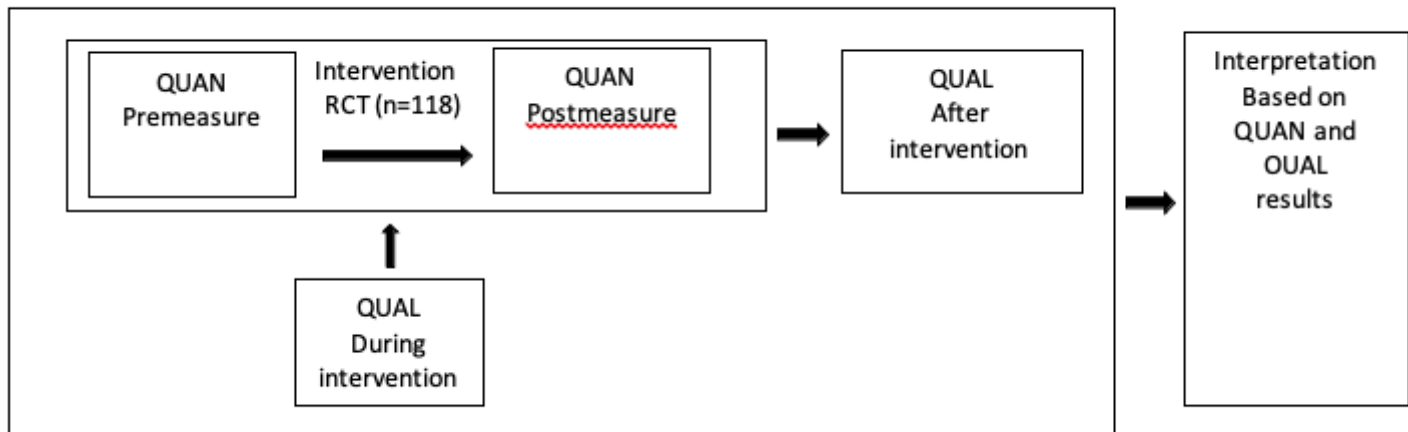 QUAN
Premeasure
Intervention
RCT (n=118)
QUAN
Postmeasure
QUAL
After
intervention
Interpretation
Based on
QUAN and
OUAL
results
QUAL
During
intervention